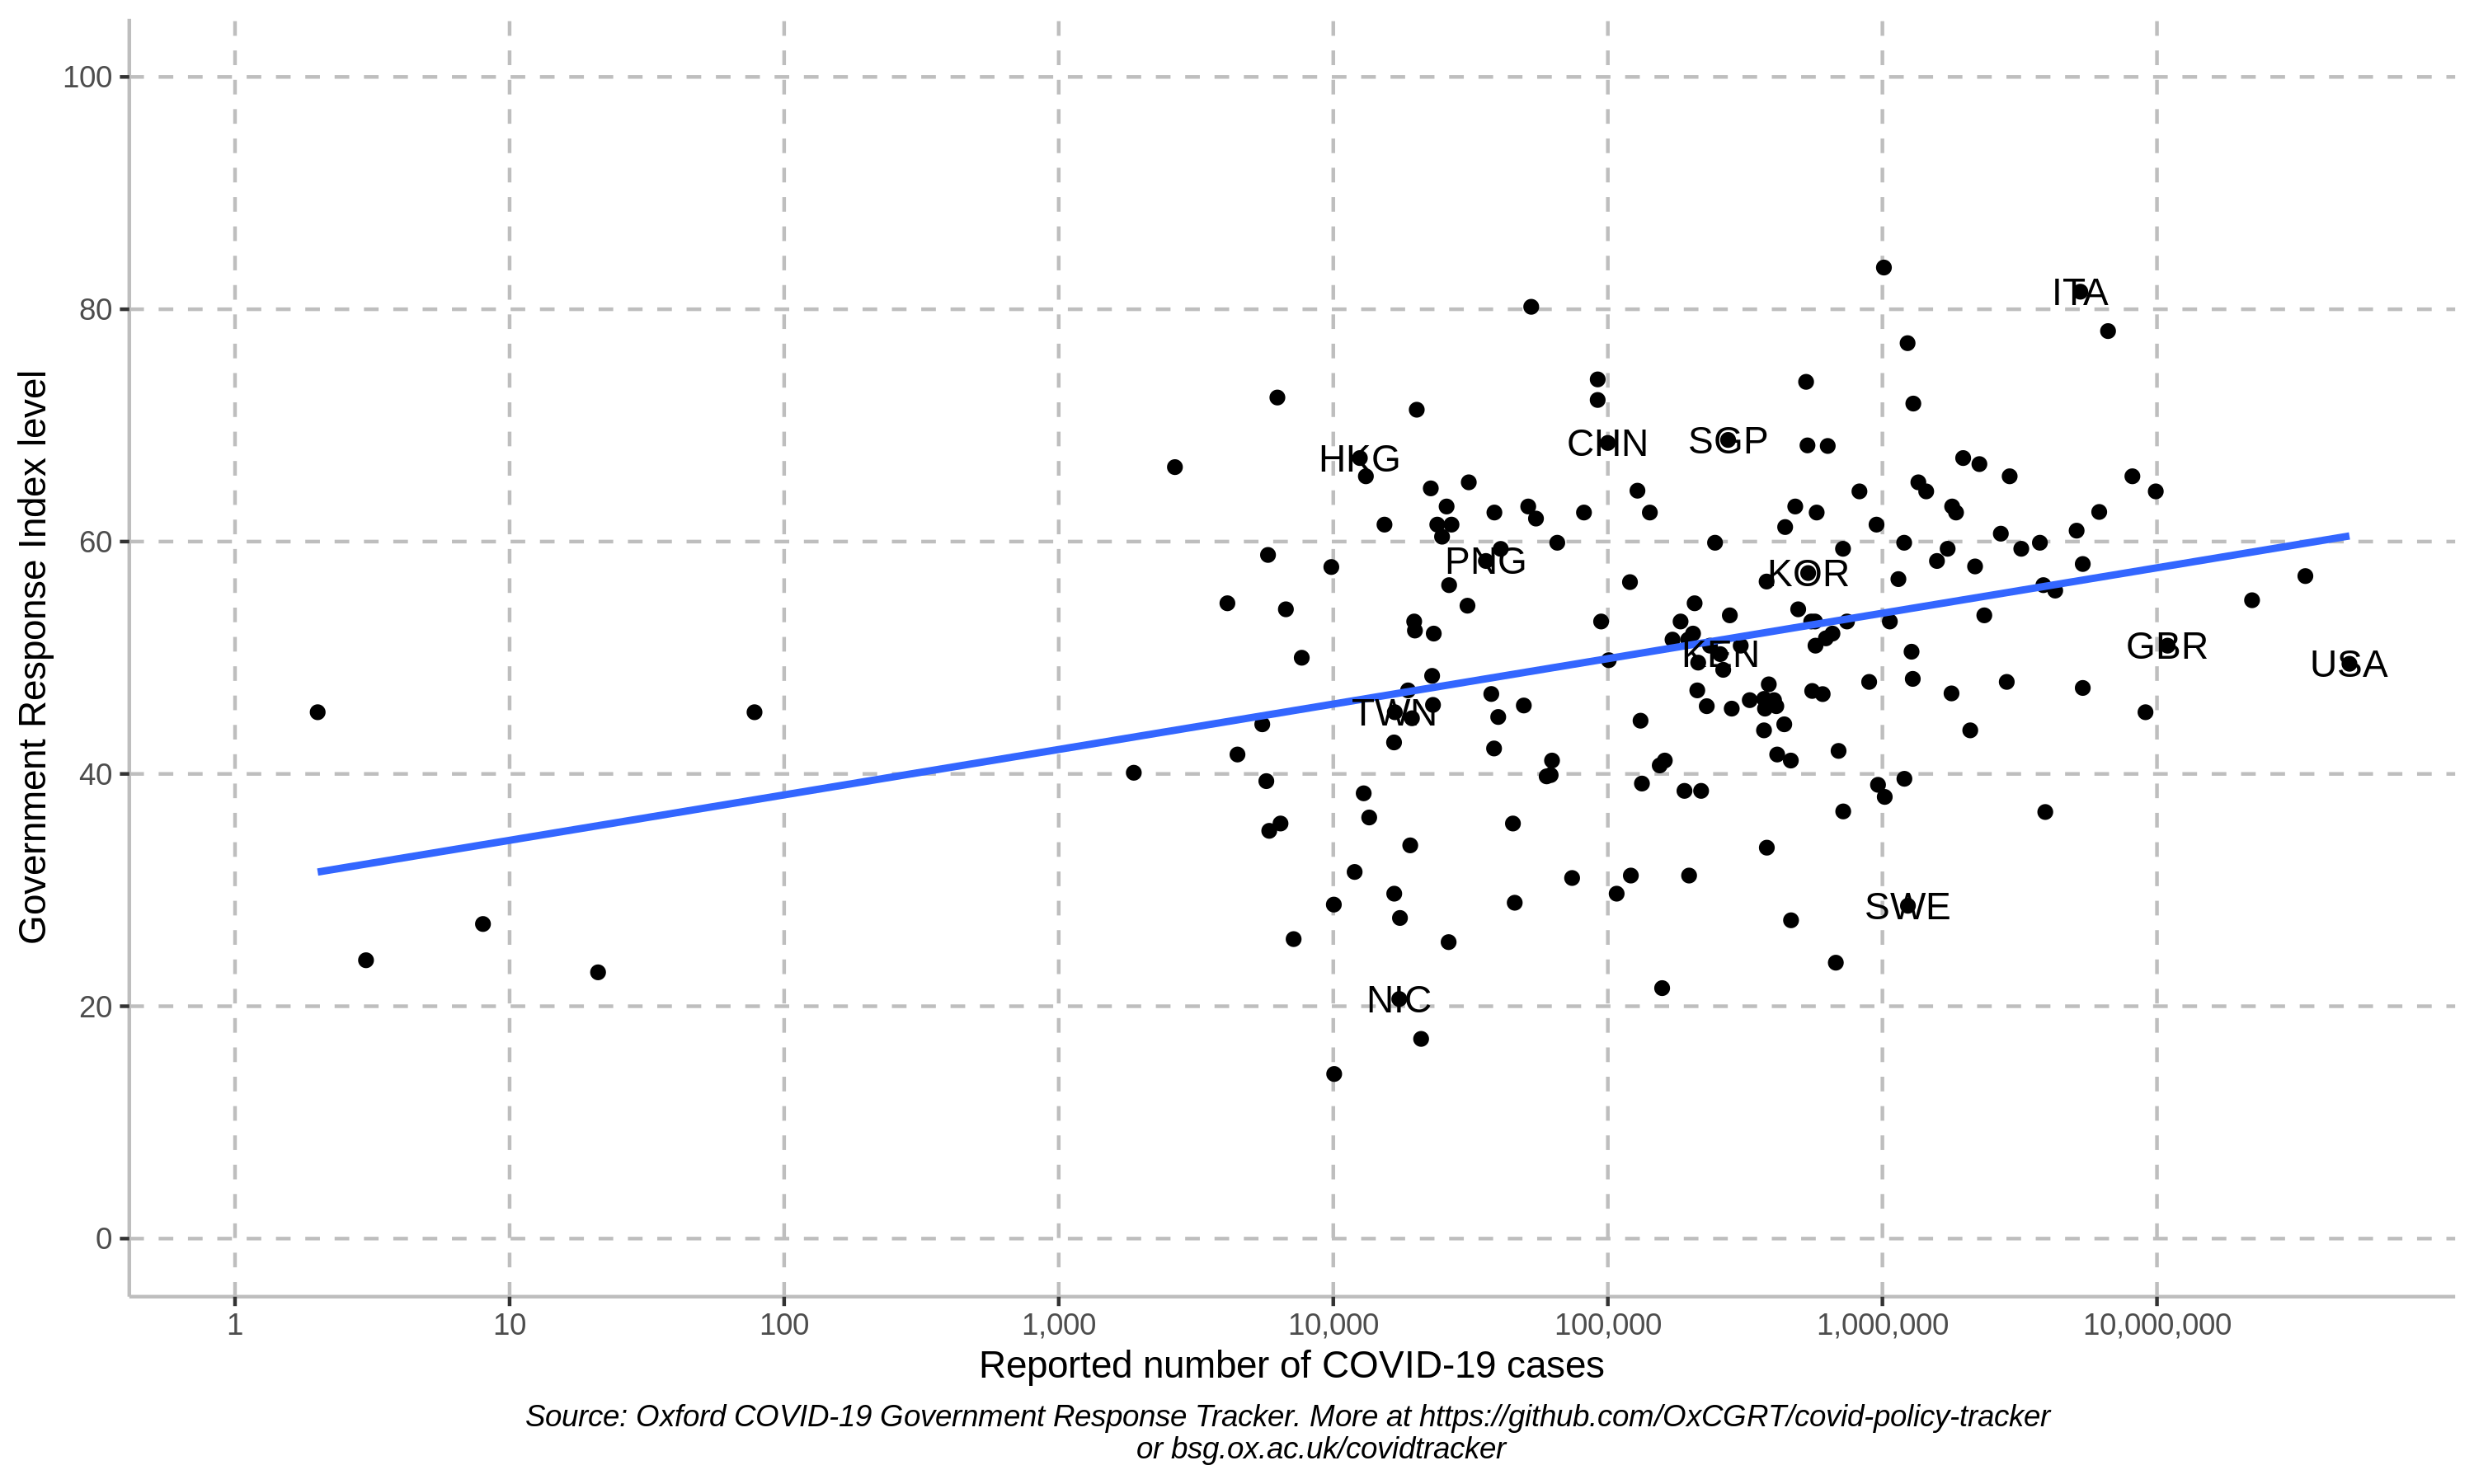 Government Response Index level
100
80
60
40
20
0
ITA
CHN
SGP
HKG
PNG
KOR
KEN
GBR
USA
TWN
SWE
NIC
1
10
100
1,000
10,000
100,000
1,000,000
10,000,000
Reported number of COVID-19 cases
Source: Oxford COVID-19 Government Response Tracker. More at https://github.com/OxCGRT/covid-policy-tracker
or bsg.ox.ac.uk/covidtracker